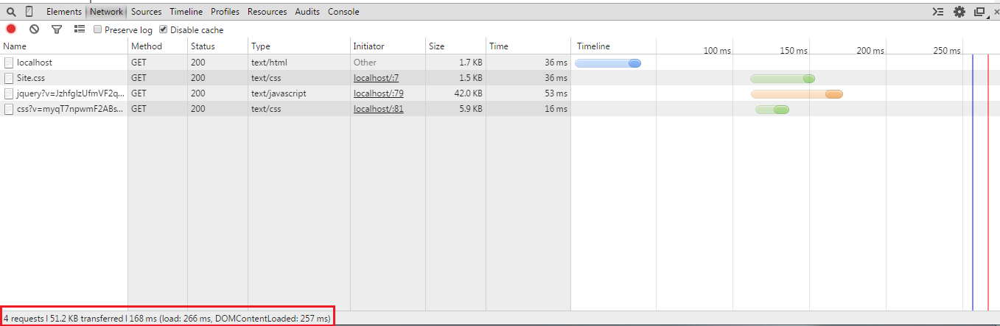 Elements Network Sources Timeline Profiles Resources Audits Console
Preserve log Disable cache
Name Method Status Type Initiator Size Time Timeline 100 ms 150 ms 200 ms 250 ms
localhost GET 200 text/html Other 1.7 KB 36 ms
Site.css GET 200 text/css localhost/:7 1.5 KB 36 ms
jquery?v=JzhfglzUfmVF2q... GET 200 text/javascript localhost/:79 42.0 KB 53 ms
css?v=myqT7npwmF2ABs... GET 200 text/css localhost/:81 5.9 KB 16 ms
4 requests | 51.2 KB transferred | 168 ms (load: 266 ms, DOMContentLoaded: 257 ms)